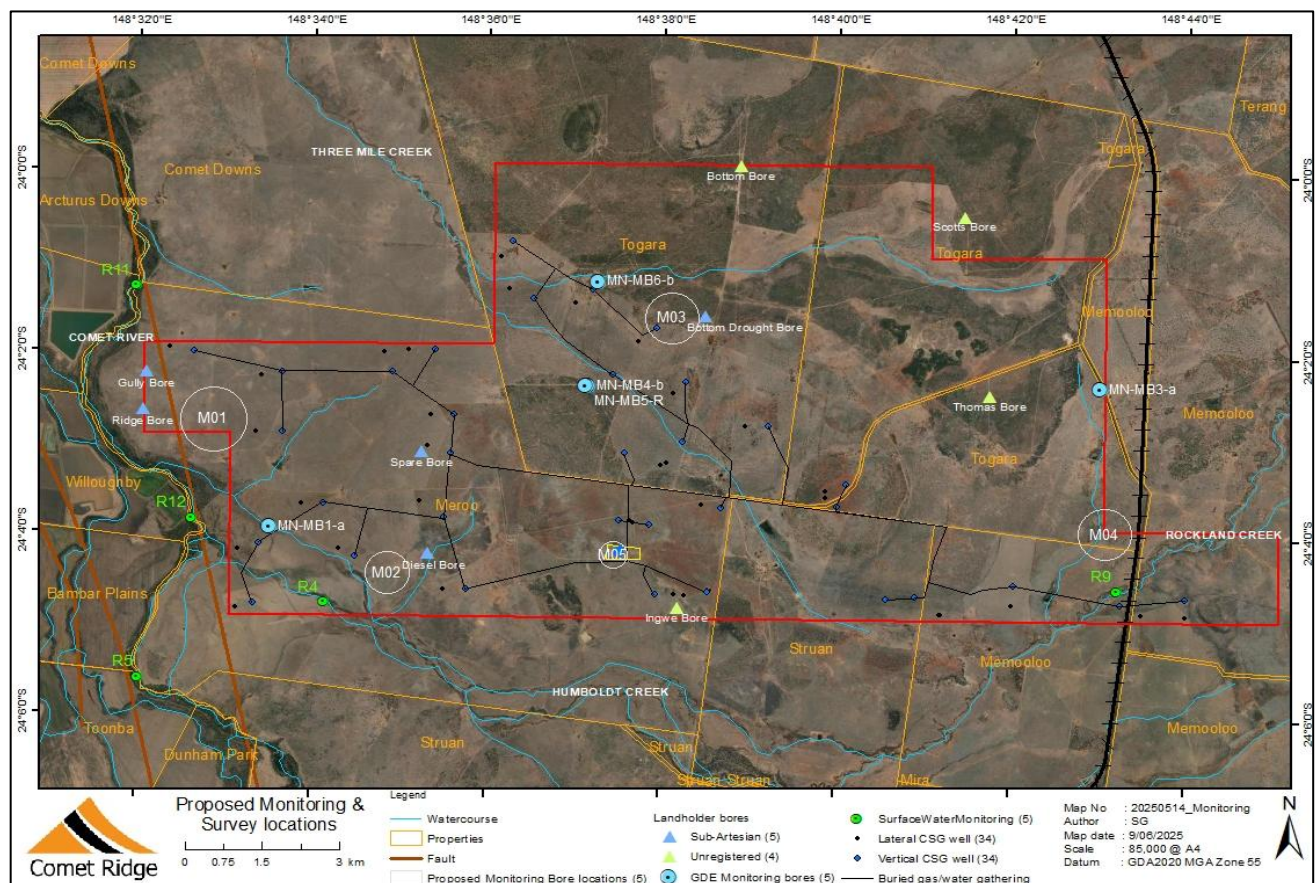 148°32'0"E 148°34'0"E 148°36'0"E 148°38'0"E 148°40'0"E 148°42'0"E 148°44'0"E
Comet Downs
Terang
Togara
THREE MILE CREEK
Comet Downs
24°0'0"S
24°0'0"S
Bottom Bore
Arcturus Downs
Scotts Bore
Togara
Togara
R11
MN-MB6-b
Memooloo
M03
Bottom Drought Bore
COMET RIVER
24°2'0"S
24°2'0"S
Gully Bore
MN-MB4-b
MN-MB5-R
MN-MB3-a
Thomas Bore
Memooloo
Ridge Bore
M01
Spare Bore
Togara
Willoughby
R12
Meroo
MN-MB1-a
24°4'0"S
24°4'0"S
M04
ROCKLAND CREEK
M05
Diesel Bore
M02
R4
R9
Bambar Plains
Ingwe Bore
Struan
R5
Memooloo
HUMBOLDT CREEK
24°6'0"S
24°6'0"S
Toonba
Struan
Struan
Memooloo
Dunham Park
Struan Struan
Mira
Comet Ridge
Proposed Monitoring &
Survey locations
0 0.75 1.5 3 km
Legend
Watercourse
Properties
Fault
Proposed Monitoring Bore locations (5)
Landholder bores
Sub-Artesian (5)
Unregistered (4)
GDE Monitoring bores (5)
SurfaceWaterMonitoring (5)
Lateral CSG well (34)
Vertical CSG well (34)
Buried gas/water gathering
Map No : 20250514_Monitoring
Author : SG
Map date : 9/06/2025
Scale : 85,000 @ A4
Datum : GDA2020 MGA Zone 55
N